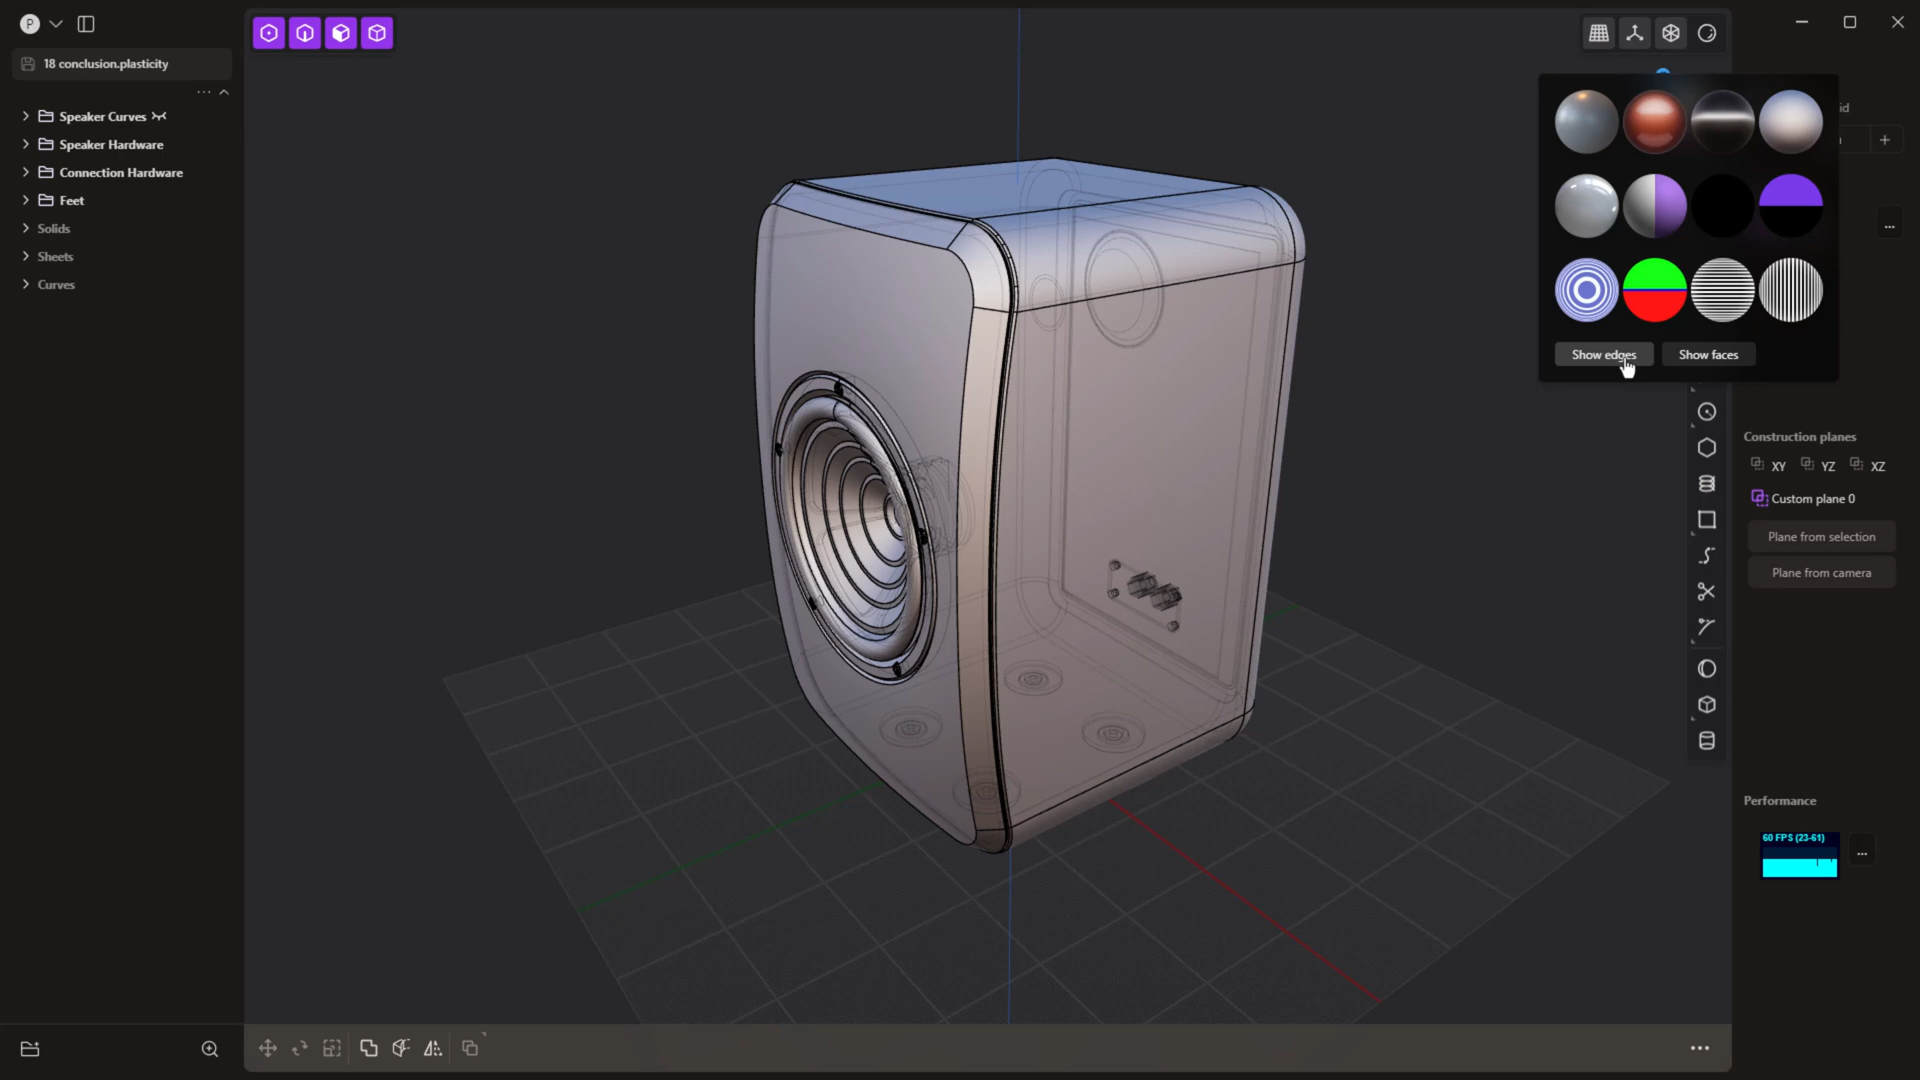 P
18 conclusion.plasticity
Speaker Curves
Speaker Hardware
Connection Hardware
Feet
Solids
Sheets
Curves
id
Show edges
Show faces
Construction planes
XY
YZ
XZ
Custom plane 0
Plane from selection
Plane from camera
Performance
60 FPS (23-61)